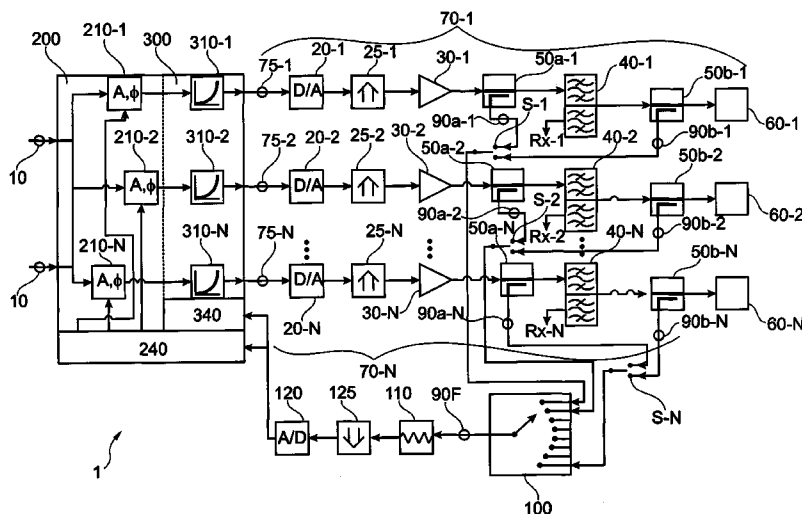 70-1
210-1
200
300
310-1
75-1
20-1
25-1
30-1
50a-1
40-1
50b-1
A,ϕ
D/A
90a-1
S-1
Rx-1
90b-1
60-1
10
210-2
310-2
75-2
20-2
25-2
30-2
50a-2
40-2
50b-2
A,ϕ
D/A
90a-2
S-2
Rx-2
90b-2
60-2
210-N
310-N
75-N
25-N
50a-N
40-N
50b-N
10
A,ϕ
D/A
20-N
30-N
90a-N
Rx-N
90b-N
60-N
340
240
70-N
S-N
120
125
110
90F
A/D
1
100